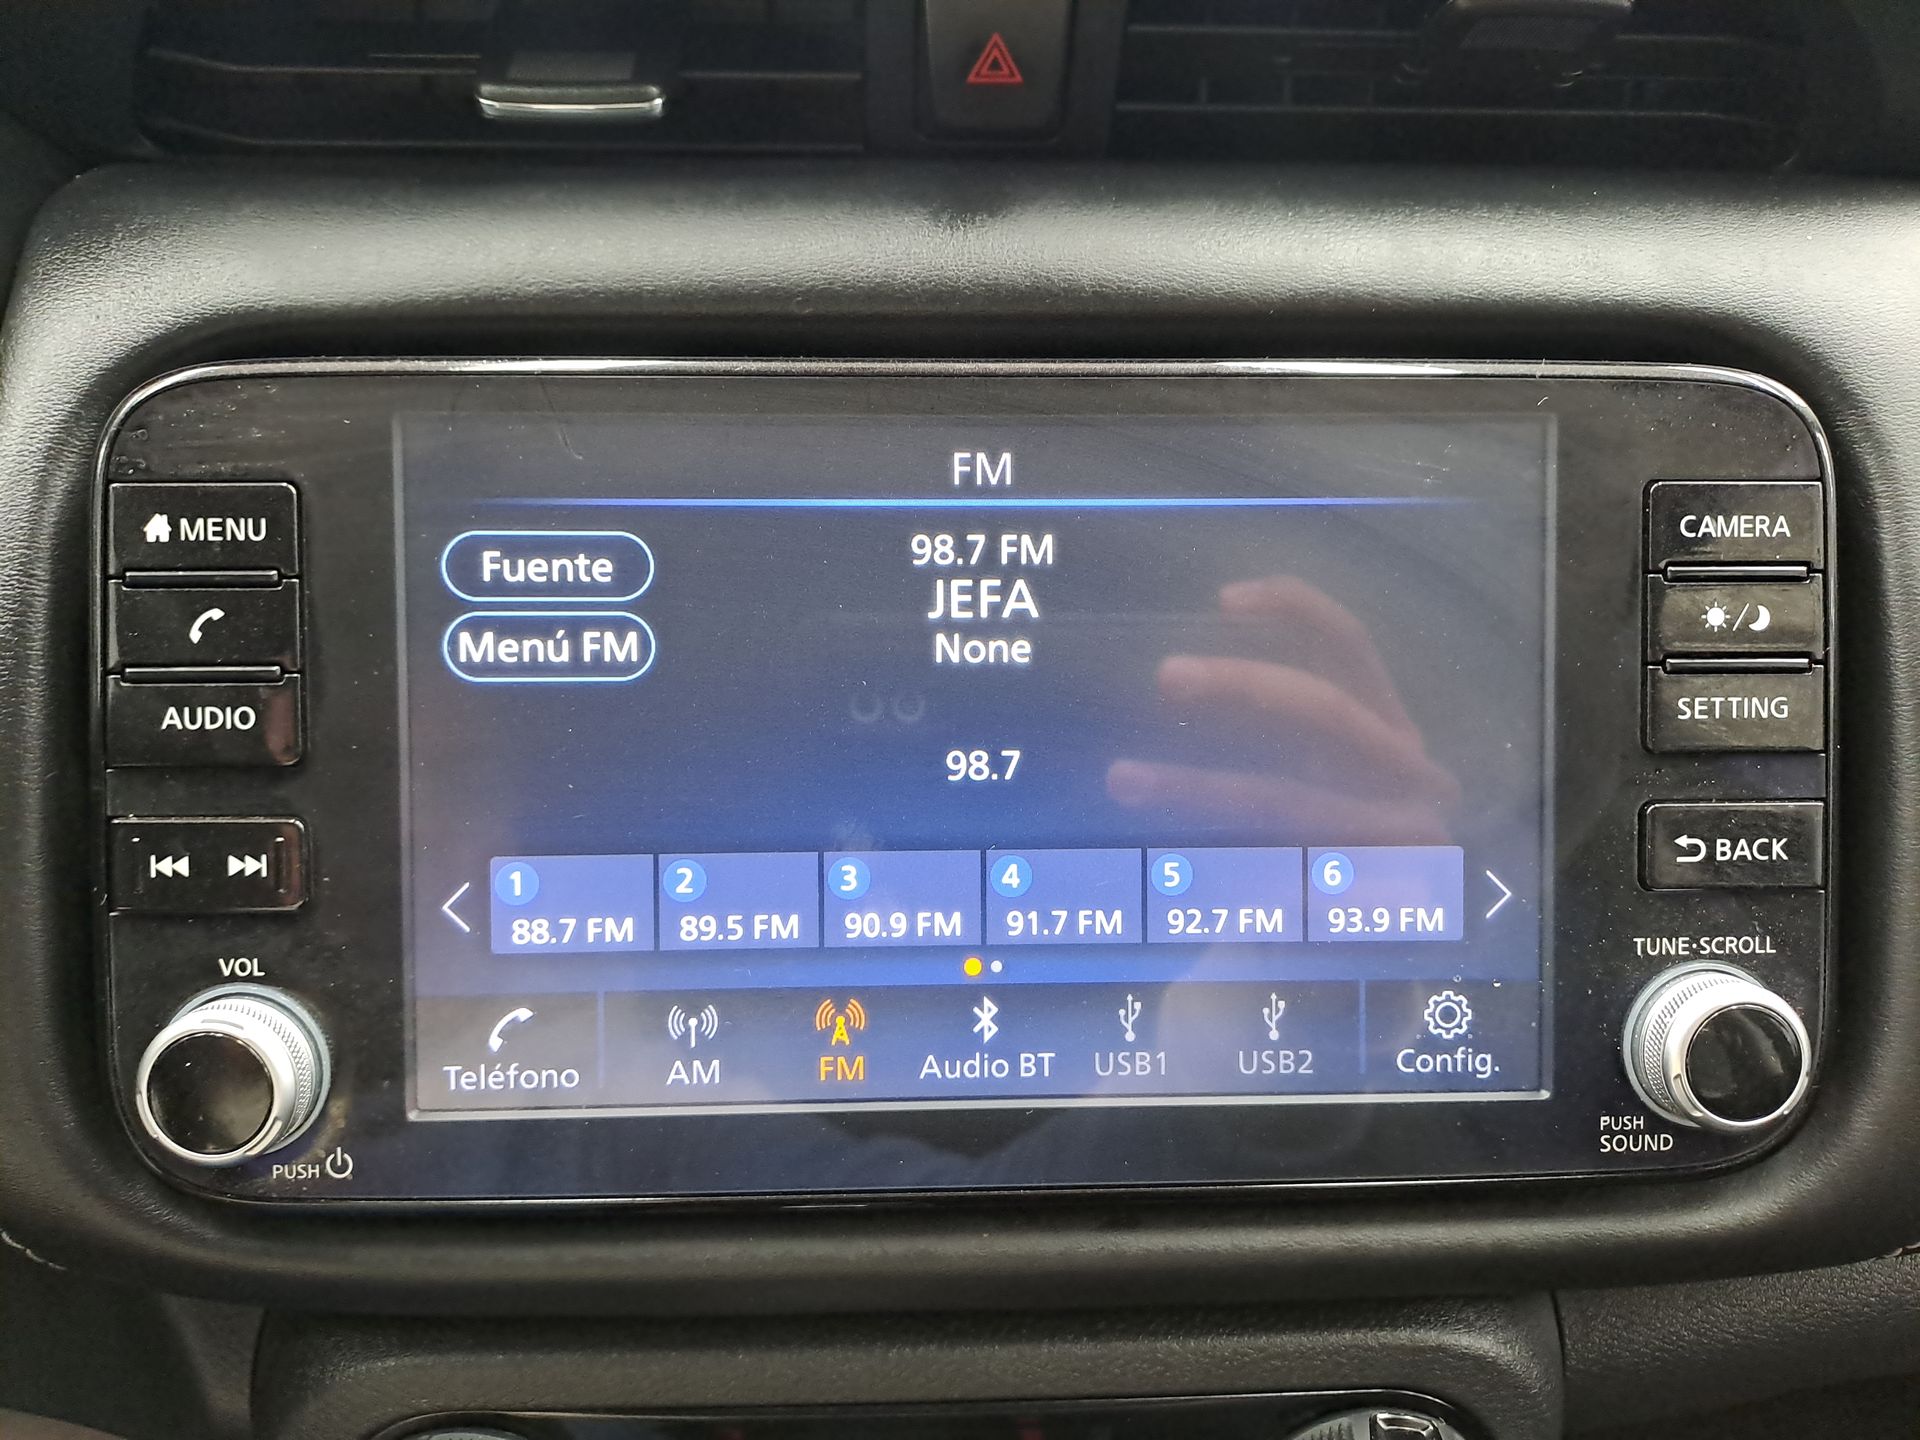 FM
MENU
AUDIO
VOL
PUSH
Fuente
Menú FM
98.7 FM
JEFA
None
98.7
1
88.7 FM
2
89.5 FM
3
90.9 FM
4
91.7 FM
5
92.7 FM
6
93.9 FM
Teléfono
AM
FM
Audio BT
USB1
USB2
Config.
CAMERA
SETTING
BACK
TUNE·SCROLL
PUSH
SOUND